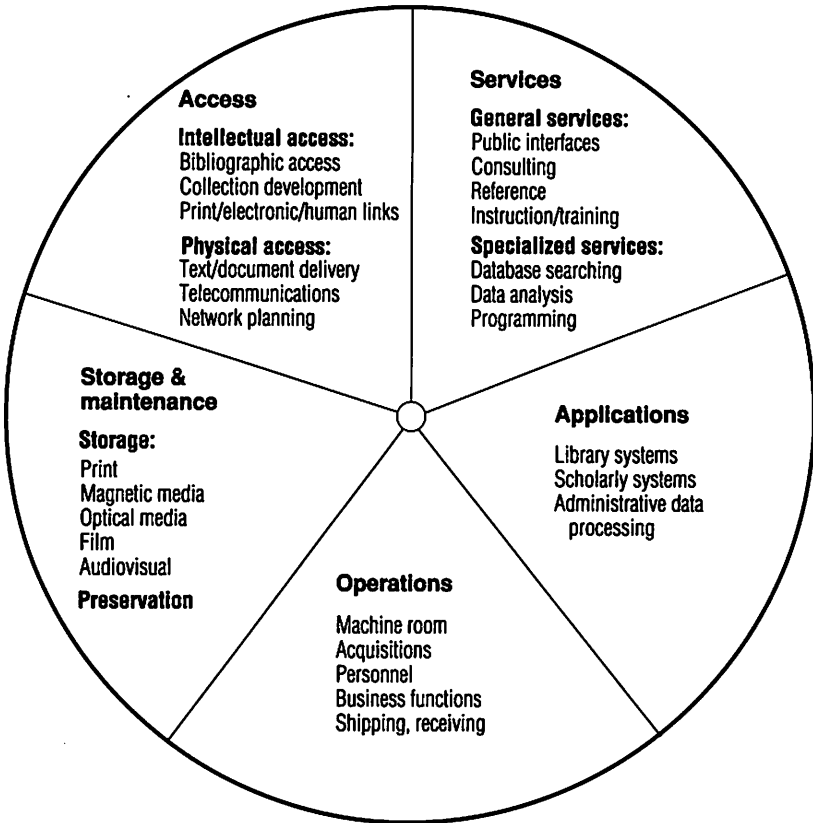 Access
Intellectual access:
Bibliographic access
Collection development
Print/electronic/human links
Physical access:
Text/document delivery
Telecommunications
Network planning
Services
General services:
Public interfaces
Consulting
Reference
Instruction/training
Specialized services:
Database searching
Data analysis
Programming
Applications
Library systems
Scholarly systems
Administrative data
processing
Operations
Machine room
Acquisitions
Personnel
Business functions
Shipping, receiving
Storage &
maintenance
Storage:
Print
Magnetic media
Optical media
Film
Audiovisual
Preservation